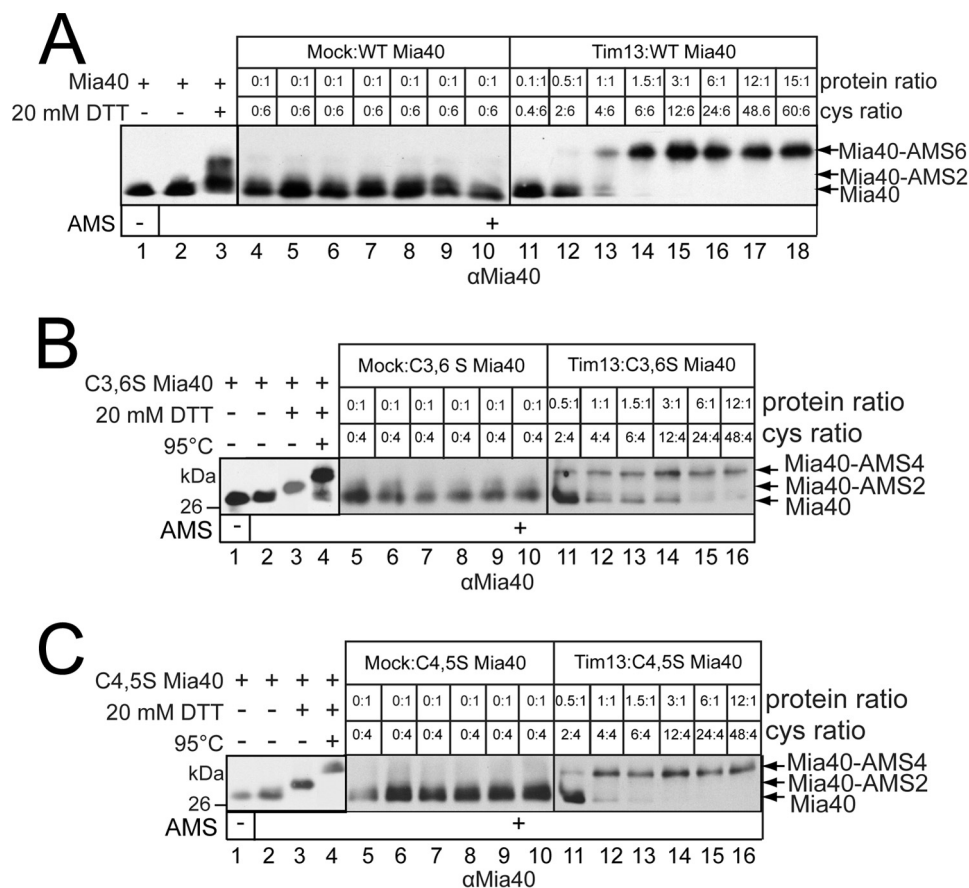 A
Mock:WT Mia40 Tim13:WT Mia40
Mia40 + + + 0:1 0:1 0:1 0:1 0:1 0:1 0:1 0.1::1 0.5:1 1:1 1.5:1 3:1 6:1 12:1 15:1 protein ratio
20 mM DTT - - + 0:6 0:6 0:6 0:6 0:6 0:6 0:6 0.4:6 2:6 4:6 6:6 12:6 24:6 48.6 60:6 cys ratio
Mia40-AMS6
Mia40-AMS2
Mia40
AMS - +
1 2 3 4 5 6 7 8 9 10 11 12 13 14 15 16 17 18
αMia40
B
Mock:C3,6 S Mia40 Tim13:C3,6S Mia40
C3,6S Mia40 + + + +
20 mM DTT - - + + 0:1 0:1 0:1 0:1 0:1 0:1 0.5:1 1:1 1.5:1 3:1 6:1 12:1 protein ratio
95°C - - - + 0:4 0:4 0:4 0:4 0:4 0:4 2:4 4:4 6:4 12:4 24:4 48:4 cys ratio
kDa Mia40-AMS4
Mia40-AMS2
26 Mia40
AMS - +
1 2 3 4 5 6 7 8 9 10 11 12 13 14 15 16
αMia40
C
Mock:C4,5S Mia40 Tim13:C4,5S Mia40
C4,5S Mia40 + + + +
20 mM DTT - - + + 0:1 0:1 0:1 0:1 0:1 0:1 0.5:1 1:1 1.5:1 3:1 6:1 12:1 protein ratio
95°C - - - + 0:4 0:4 0:4 0:4 0:4 0:4 2:4 4:4 6:4 12:4 24:4 48:4 cys ratio
kDa Mia40-AMS4
Mia40-AMS2
26 Mia40
AMS - +
1 2 3 4 5 6 7 8 9 10 11 12 13 14 15 16
αMia40